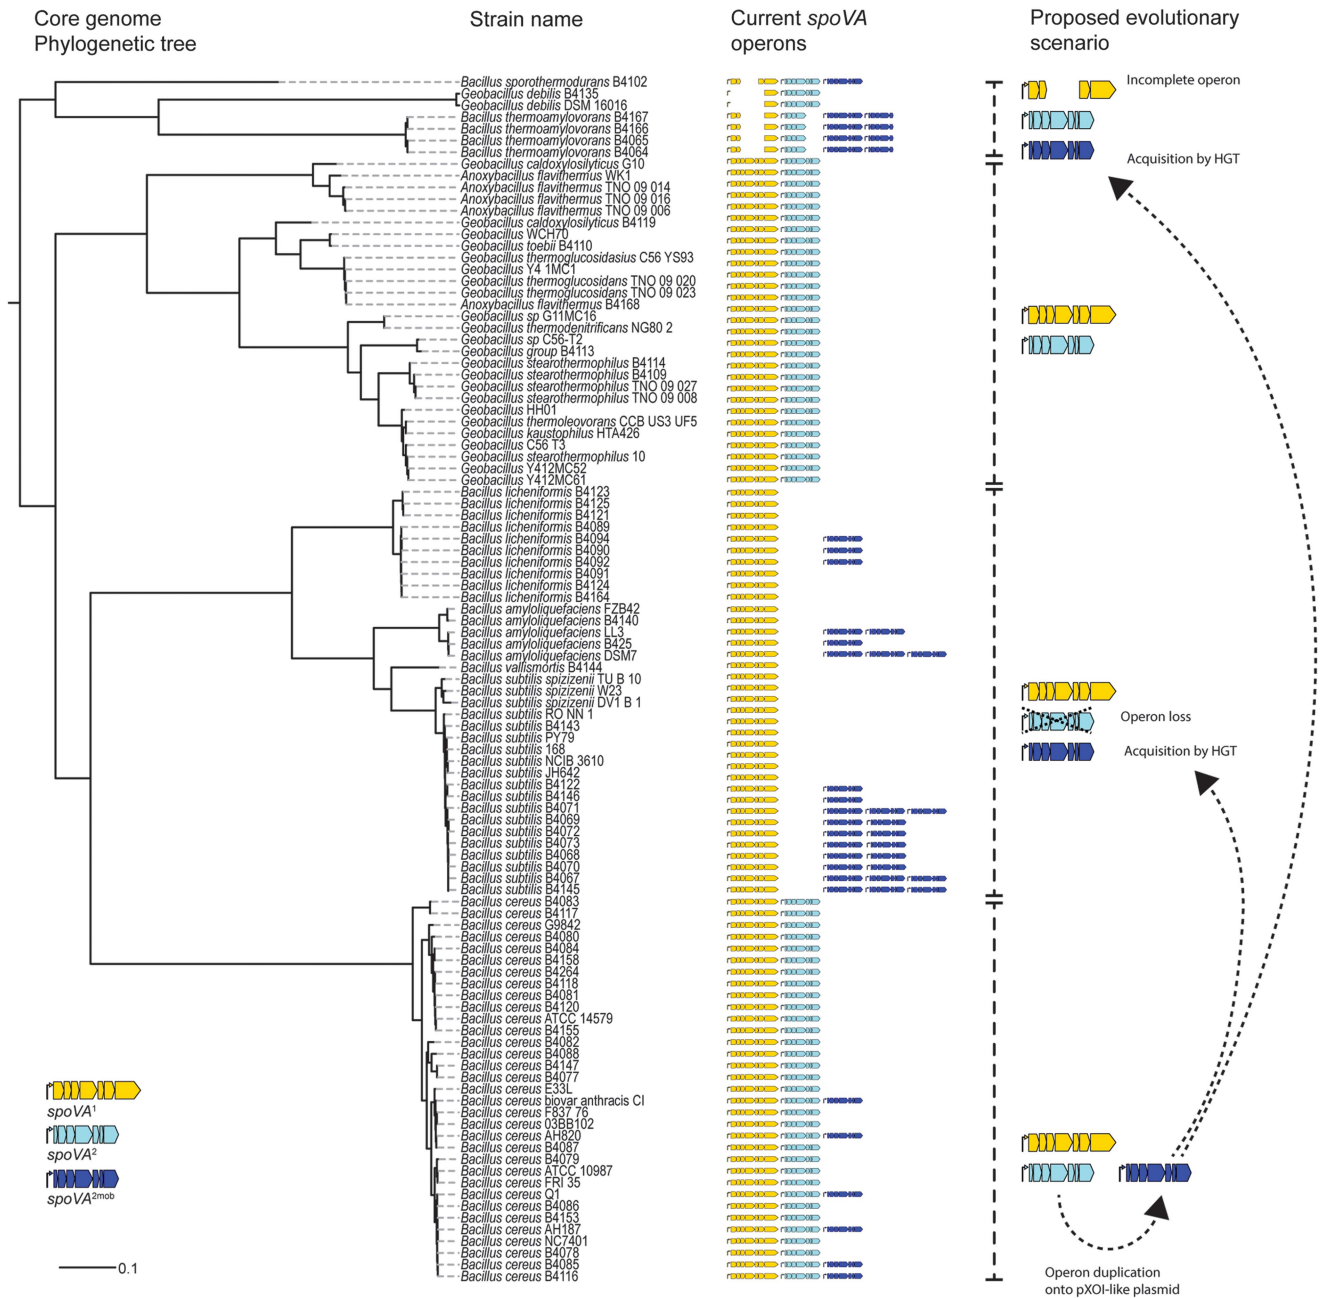 Core genome
Phylogenetic tree
Strain name
Current spoVA
operons
Proposed evolutionary
scenario
Bacillus sporothermodurans B4102
Geobacillus debilis B4135
Geobacillus debilis DSM 16016
Bacillus thermoamylovorans B4167
Bacillus thermoamylovorans B4166
Bacillus thermoamylovorans B4065
Bacillus thermoamylovorans B4064
Geobacillus caldoxylosilyticus G10
Anoxybacillus flavithermus WK1
Anoxybacillus flavithermus TNO 09 014
Anoxybacillus flavithermus TNO 09 016
Anoxybacillus flavithermus TNO 09 006
Geobacillus caldoxylosilyticus B4119
Geobacillus WCH70
Geobacillus toebii B4110
Geobacillus thermoglucosidasius C56 YS93
Geobacillus Y4 1MC1
Geobacillus thermoglucosidans TNO 09 020
Geobacillus thermoglucosidans TNO 09 023
Anoxybacillus flavithermus B4168
Geobacillus sp G11MC16
Geobacillus thermodenitrificans NG80 2
Geobacillus sp C56-T2
Geobacillus group B4113
Geobacillus stearothermophilus B4114
Geobacillus stearothermophilus B4109
Geobacillus stearothermophilus TNO 09 027
Geobacillus stearothermophilus TNO 09 008
Geobacillus HH01
Geobacillus thermoleovorans CCB US3 UF5
Geobacillus kaustophilus HTA426
Geobacillus C56 T3
Geobacillus stearothermophilus 10
Geobacillus Y412MC52
Geobacillus Y412MC61
Bacillus licheniformis B4123
Bacillus licheniformis B4125
Bacillus licheniformis B4121
Bacillus licheniformis B4089
Bacillus licheniformis B4094
Bacillus licheniformis B4090
Bacillus licheniformis B4092
Bacillus licheniformis B4091
Bacillus licheniformis B4124
Bacillus licheniformis B4164
Bacillus amyloliquefaciens FZB42
Bacillus amyloliquefaciens B4140
Bacillus amyloliquefaciens LL3
Bacillus amyloliquefaciens B425
Bacillus amyloliquefaciens DSM7
Bacillus vallismortis B4144
Bacillus subtilis spizizenii TU B 10
Bacillus subtilis spizizenii W23
Bacillus subtilis spizizenii DV1 B 1
Bacillus subtilis RO NN 1
Bacillus subtilis B4143
Bacillus subtilis PY79
Bacillus subtilis 168
Bacillus subtilis NCIB 3610
Bacillus subtilis JH642
Bacillus subtilis B4122
Bacillus subtilis B4146
Bacillus subtilis B4071
Bacillus subtilis B4069
Bacillus subtilis B4072
Bacillus subtilis B4073
Bacillus subtilis B4068
Bacillus subtilis B4070
Bacillus subtilis B4067
Bacillus subtilis B4145
Bacillus cereus B4083
Bacillus cereus B4117
Bacillus cereus G9842
Bacillus cereus B4080
Bacillus cereus B4084
Bacillus cereus B4158
Bacillus cereus B4264
Bacillus cereus B4118
Bacillus cereus B4081
Bacillus cereus B4120
Bacillus cereus ATCC 14579
Bacillus cereus B4155
Bacillus cereus B4082
Bacillus cereus B4088
Bacillus cereus B4147
Bacillus cereus B4077
Bacillus cereus E33L
Bacillus cereus biovar anthracis CI
Bacillus cereus F837 76
Bacillus cereus 03BB102
Bacillus cereus AH820
Bacillus cereus B4087
Bacillus cereus B4079
Bacillus cereus ATCC 10987
Bacillus cereus FRI 35
Bacillus cereus Q1
Bacillus cereus B4086
Bacillus cereus B4153
Bacillus cereus AH187
Bacillus cereus NC7401
Bacillus cereus B4078
Bacillus cereus B4085
Bacillus cereus B4116
Incomplete operon
Acquisition by HGT
Operon loss
Acquisition by HGT
Operon duplication
onto pXOI-like plasmid
spoVA¹
spoVA²
spoVA²ᵐᵒᵇ
0.1